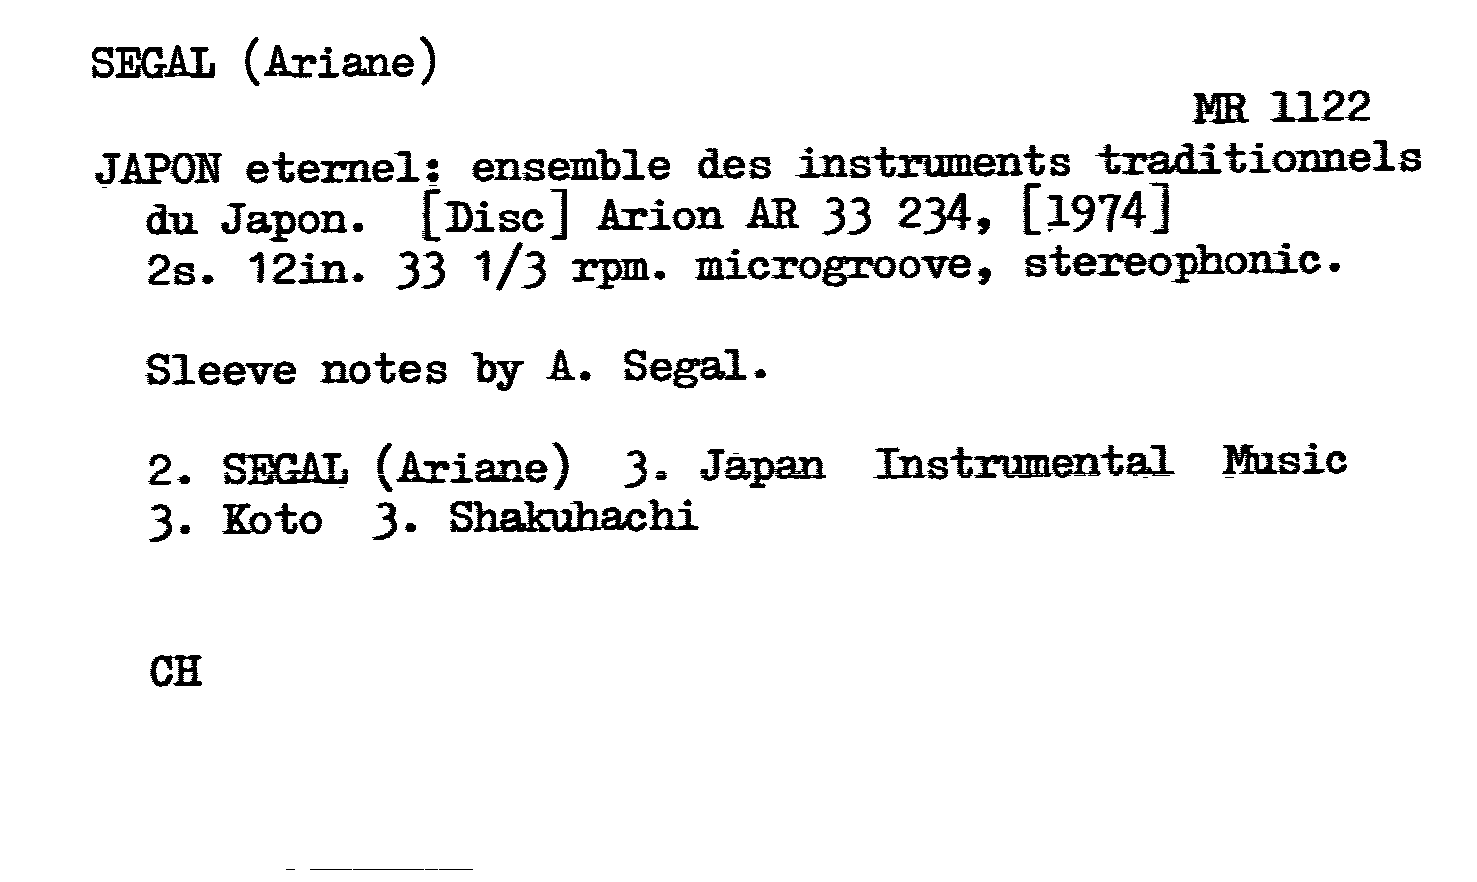 SEGAL (Ariane)
MR 1122
JAPON eternel: ensemble des instruments traditionnels
du Japon. [Disc] Arion AR 33 234, [1974]
2s. 12in. 33 1/3 rpm. microgroove, stereophonic.
Sleeve notes by A. Segal.
2. SEGAL (Ariane) 3. Japan Instrumental Music
3. Koto 3. Shakuhachi
CH